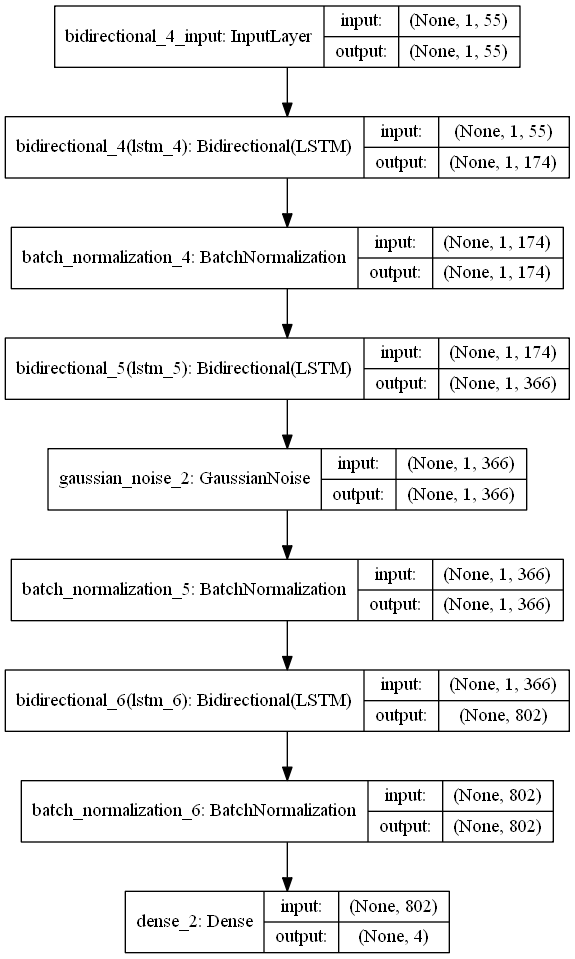 bidirectional_4_input: InputLayer
input: (None, 1, 55)
output: (None, 1, 55)
bidirectional_4(lstm_4): Bidirectional(LSTM)
input: (None, 1, 55)
output: (None, 1, 174)
batch_normalization_4: BatchNormalization
input: (None, 1, 174)
output: (None, 1, 174)
bidirectional_5(lstm_5): Bidirectional(LSTM)
input: (None, 1, 174)
output: (None, 1, 366)
gaussian_noise_2: GaussianNoise
input: (None, 1, 366)
output: (None, 1, 366)
batch_normalization_5: BatchNormalization
input: (None, 1, 366)
output: (None, 1, 366)
bidirectional_6(lstm_6): Bidirectional(LSTM)
input: (None, 1, 366)
output: (None, 802)
batch_normalization_6: BatchNormalization
input: (None, 802)
output: (None, 802)
dense_2: Dense
input: (None, 802)
output: (None, 4)